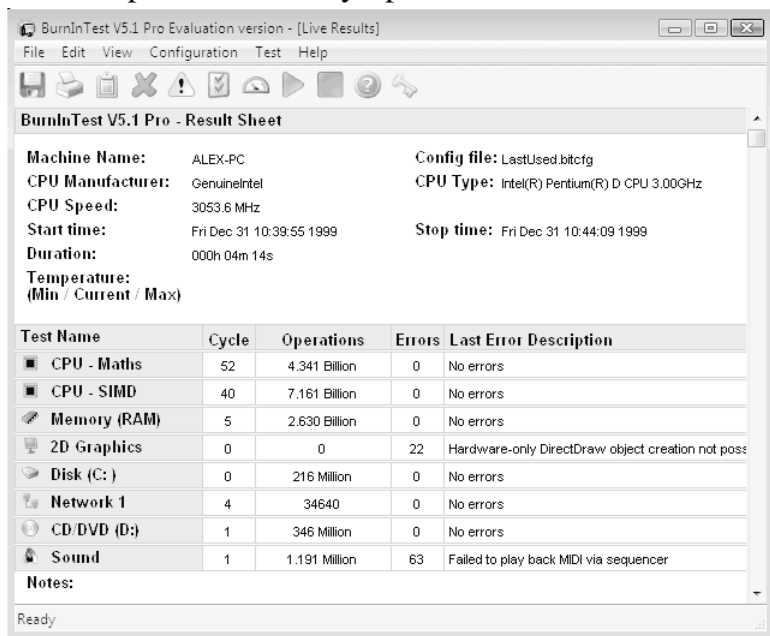 BurnInTest V5.1 Pro Evaluation version - [Live Results]
File Edit View Configuration Test Help
BurnInTest V5.1 Pro - Result Sheet
Machine Name: ALEX-PC Config file: LastUsed.bitcfg
CPU Manufacturer: GenuineIntel CPU Type: Intel(R) Pentium(R) D CPU 3.00GHz
CPU Speed: 3053.6 MHz
Start time: Fri Dec 31 10:39:55 1999 Stop time: Fri Dec 31 10:44:09 1999
Duration: 000h 04m 14s
Temperature:
(Min / Current / Max)
Test Name Cycle Operations Errors Last Error Description
CPU - Maths 52 4.341 Billion 0 No errors
CPU - SIMD 40 7.161 Billion 0 No errors
Memory (RAM) 5 2.630 Billion 0 No errors
2D Graphics 0 0 22 Hardware-only DirectDraw object creation not poss
Disk (C: ) 0 216 Million 0 No errors
Network 1 4 34640 0 No errors
CD/DVD (D:) 1 346 Million 0 No errors
Sound 1 1.191 Million 63 Failed to play back MIDI via sequencer
Notes:
Ready